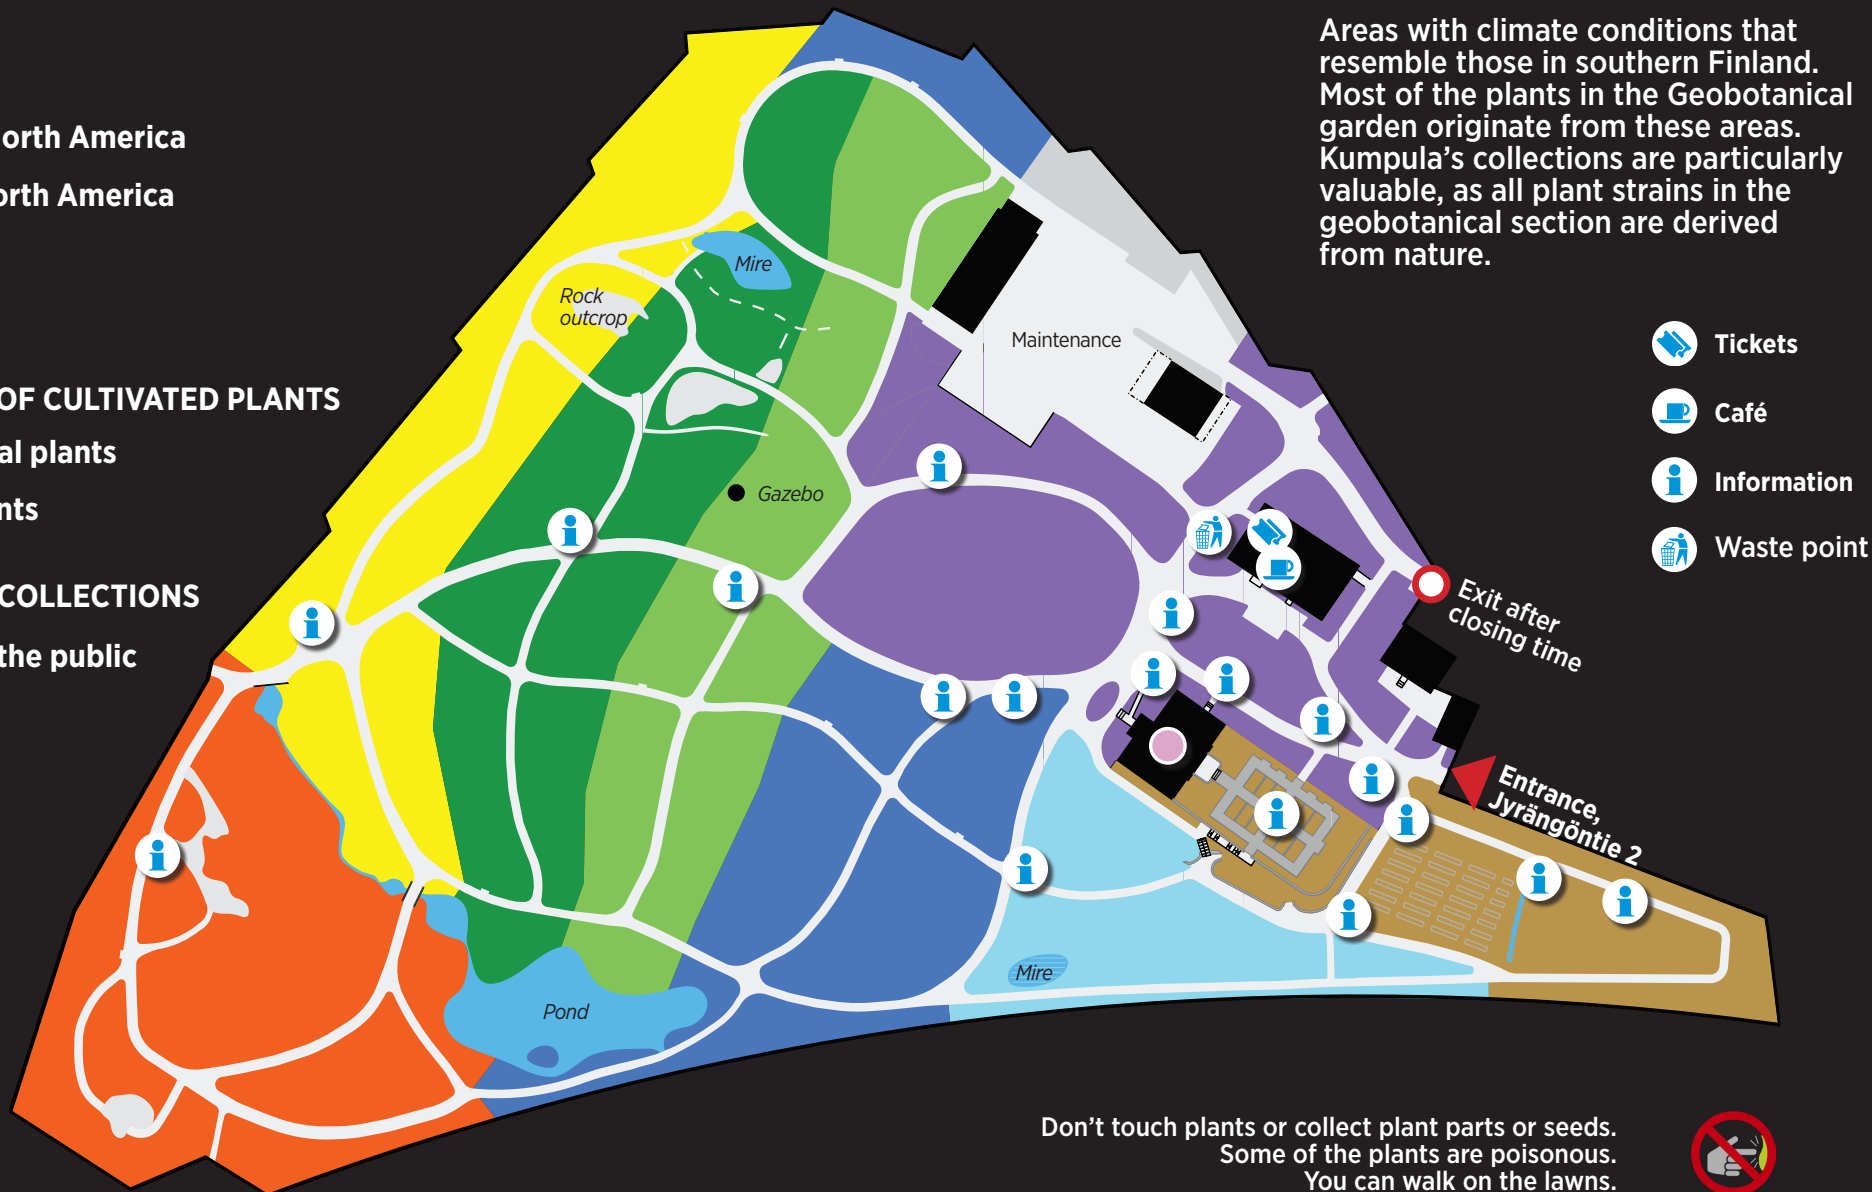 orth America
orth America
OF CULTIVATED PLANTS
al plants
nts
COLLECTIONS
the public
Areas with climate conditions that
resemble those in southern Finland.
Most of the plants in the Geobotanical
garden originate from these areas.
Kumpula's collections are particularly
valuable, as all plant strains in the
geobotanical section are derived
from nature.
Tickets
Café
Information
Waste point
Mire
Rock
outcrop
Maintenance
Gazebo
Exit after
closing time
Entrance,
Jyrängöntie 2
Mire
Pond
Don't touch plants or collect plant parts or seeds.
Some of the plants are poisonous.
You can walk on the lawns.